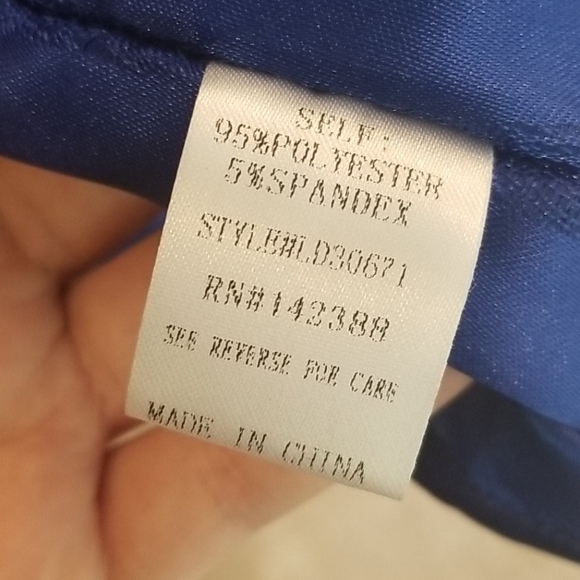 SELF:
95%POLYESTER
5%SPANDEX
STYLE#LD30671
RN#142388
SEE REVERSE FOR CARE
MADE IN CHINA